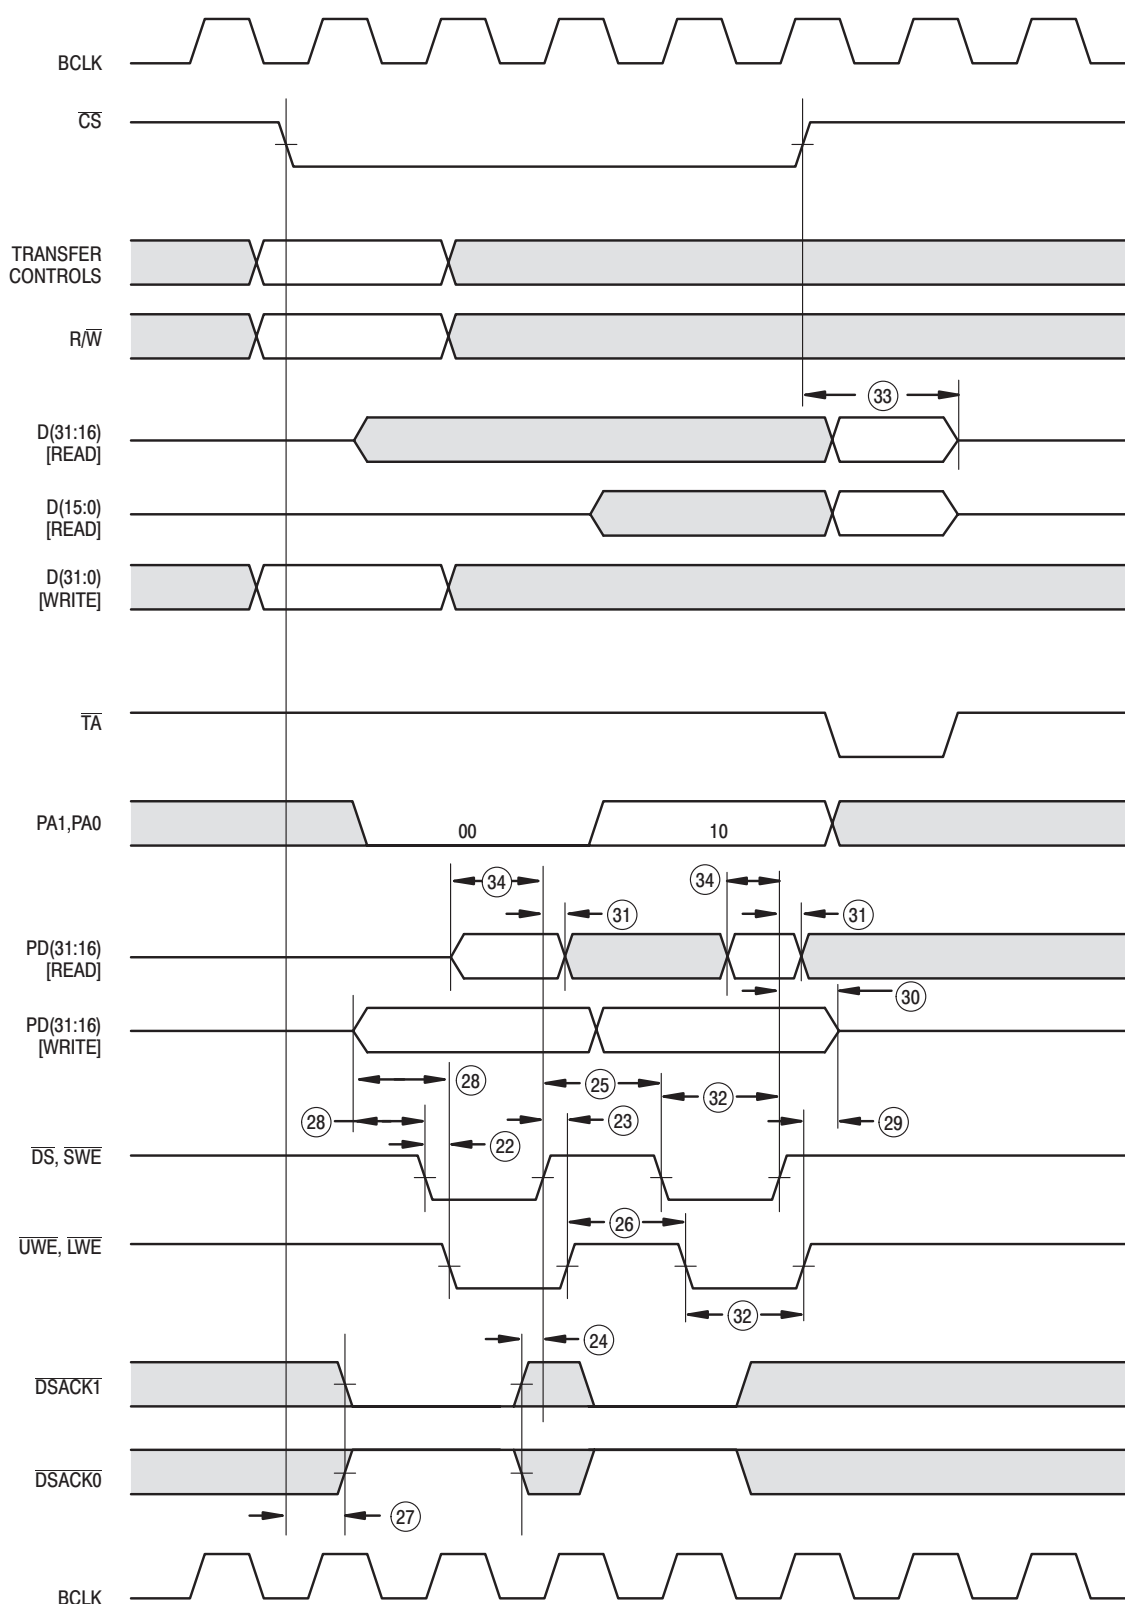 BCLK
CS
TRANSFER
CONTROLS
R/W
33
D(31:16)
[READ]
D(15:0)
[READ]
D(31:0)
[WRITE]
TA
PA1,PA0
00
10
34
34
31
31
PD(31:16)
[READ]
30
PD(31:16)
[WRITE]
28
25
32
28
22
23
29
DS, SWE
26
UWE, LWE
32
24
DSACK1
DSACK0
27
BCLK